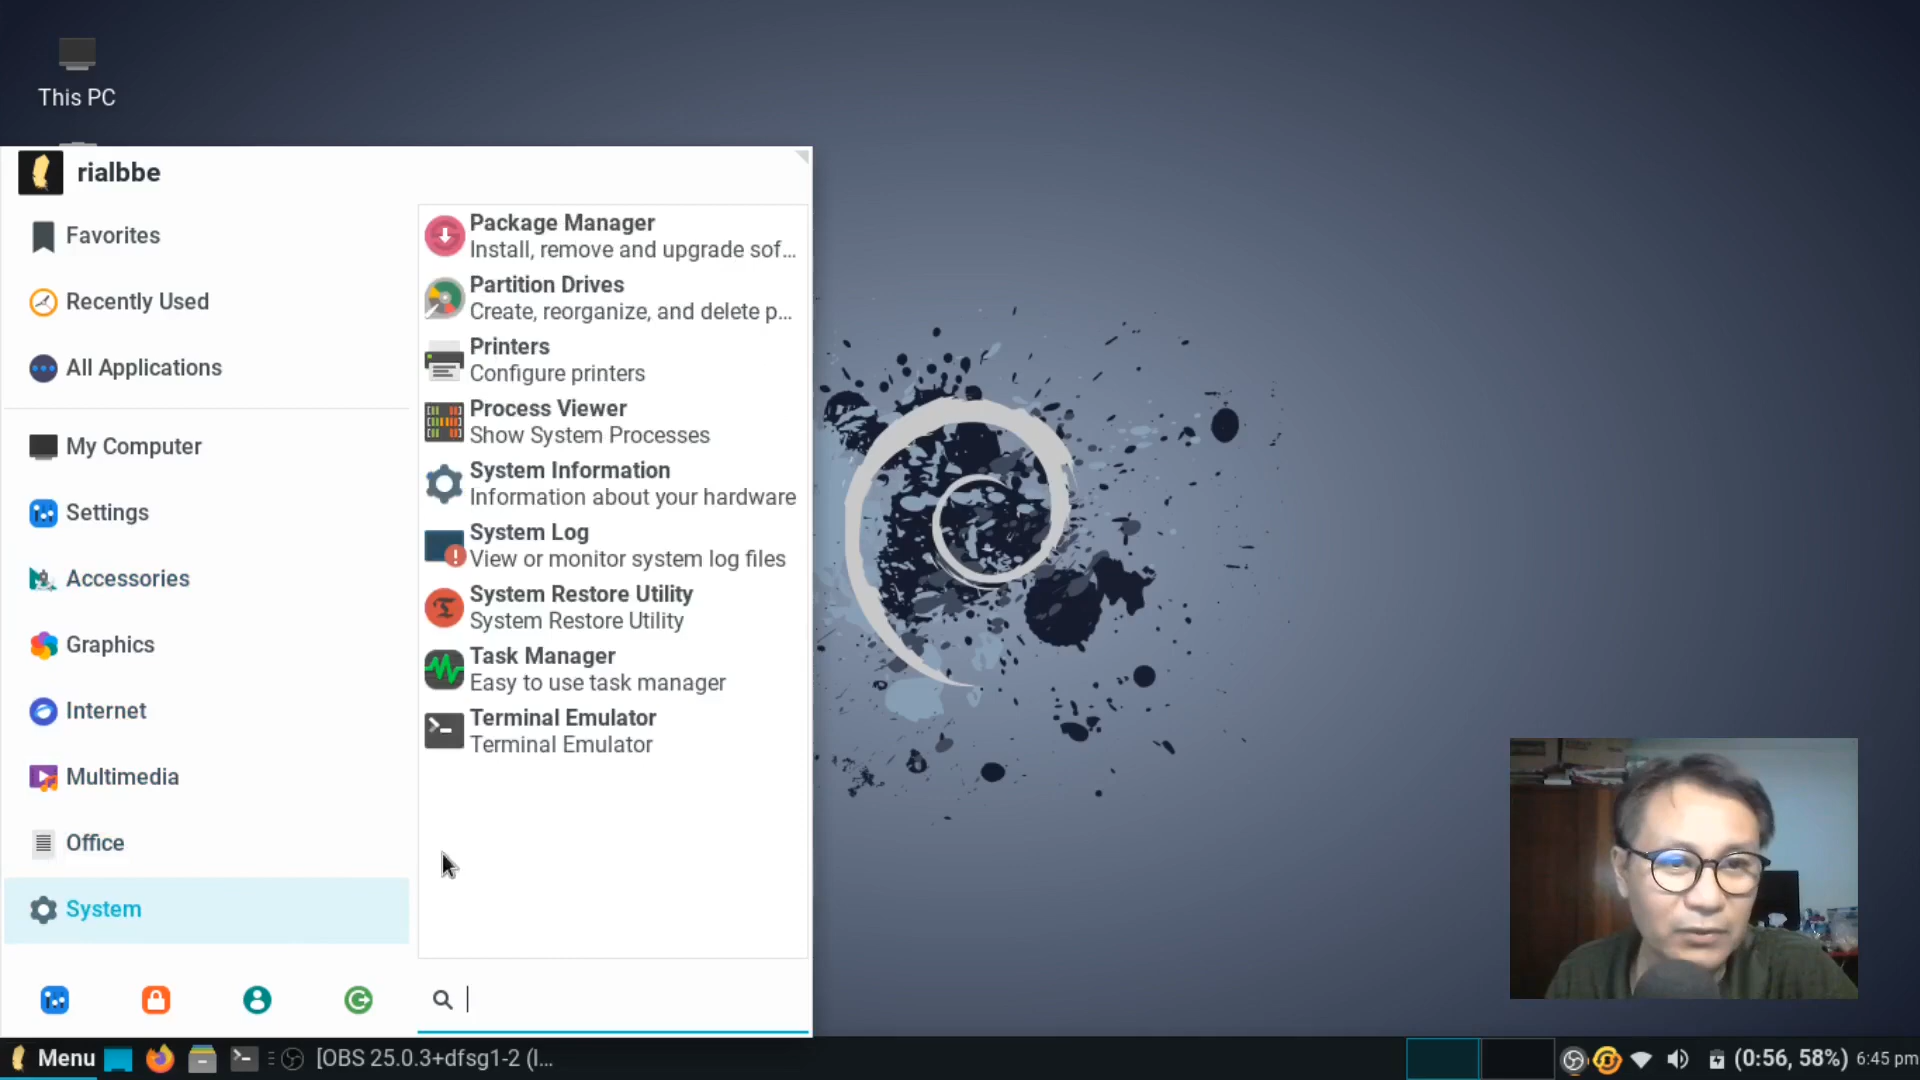 This PC
rialbbe
Favorites
Recently Used
All Applications
My Computer
Settings
Accessories
Graphics
Internet
Multimedia
Office
System
Package Manager
Install, remove and upgrade sof...
Partition Drives
Create, reorganize, and delete p...
Printers
Configure printers
Process Viewer
Show System Processes
System Information
Information about your hardware
System Log
View or monitor system log files
System Restore Utility
System Restore Utility
Task Manager
Easy to use task manager
Terminal Emulator
Terminal Emulator
Menu
[OBS 25.0.3+dfsg1-2 (l...
(0:56, 58%)
6:45 pm